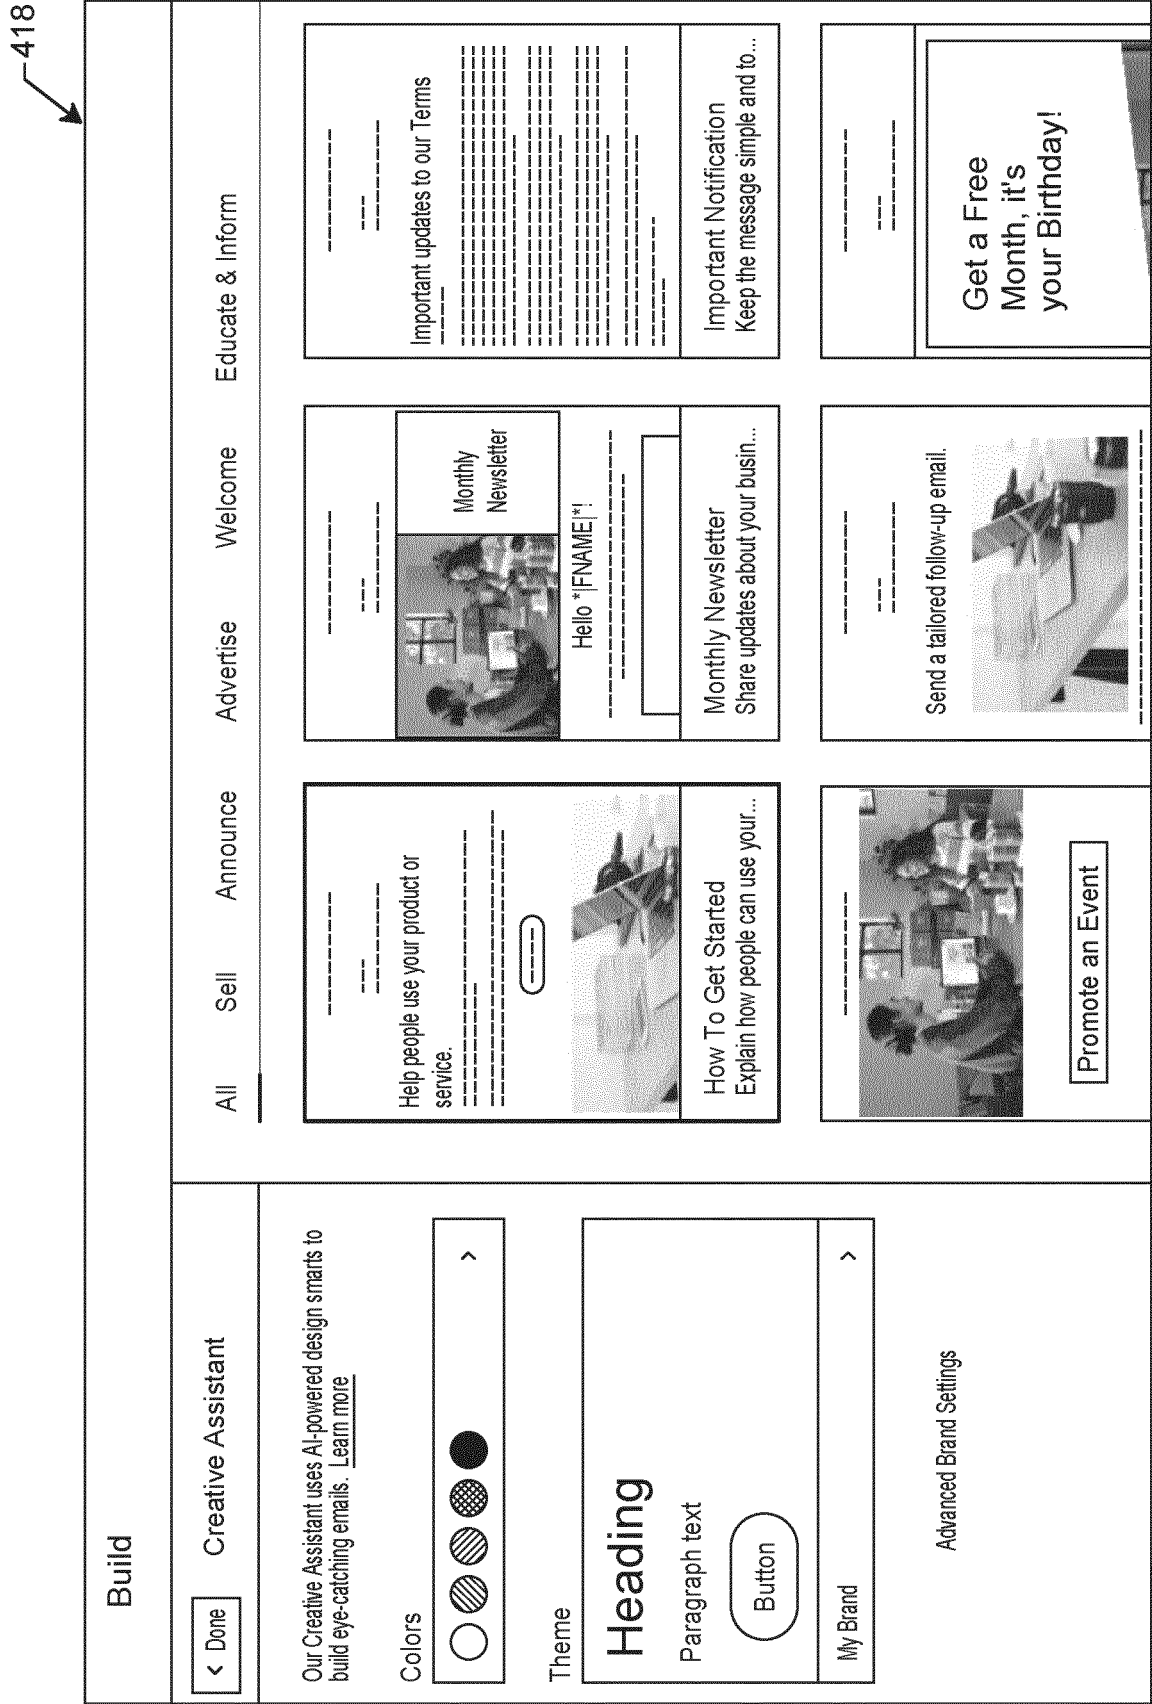 418
Build
< Done
Creative Assistant
Our Creative Assistant uses AI-powered design smarts to
build eye-catching emails. Learn more
Colors
>
Theme
Heading
Paragraph text
Button
My Brand >
Advanced Brand Settings
All Sell Announce Advertise Welcome Educate & Inform
Help people use your product or
service.
How To Get Started
Explain how people can use your...
Monthly
Newsletter
Hello *|FNAME|*!
Monthly Newsletter
Share updates about your busin...
Important updates to our Terms
Important Notification
Keep the message simple and to...
Promote an Event
Send a tailored follow-up email.
Get a Free
Month, it's
your Birthday!